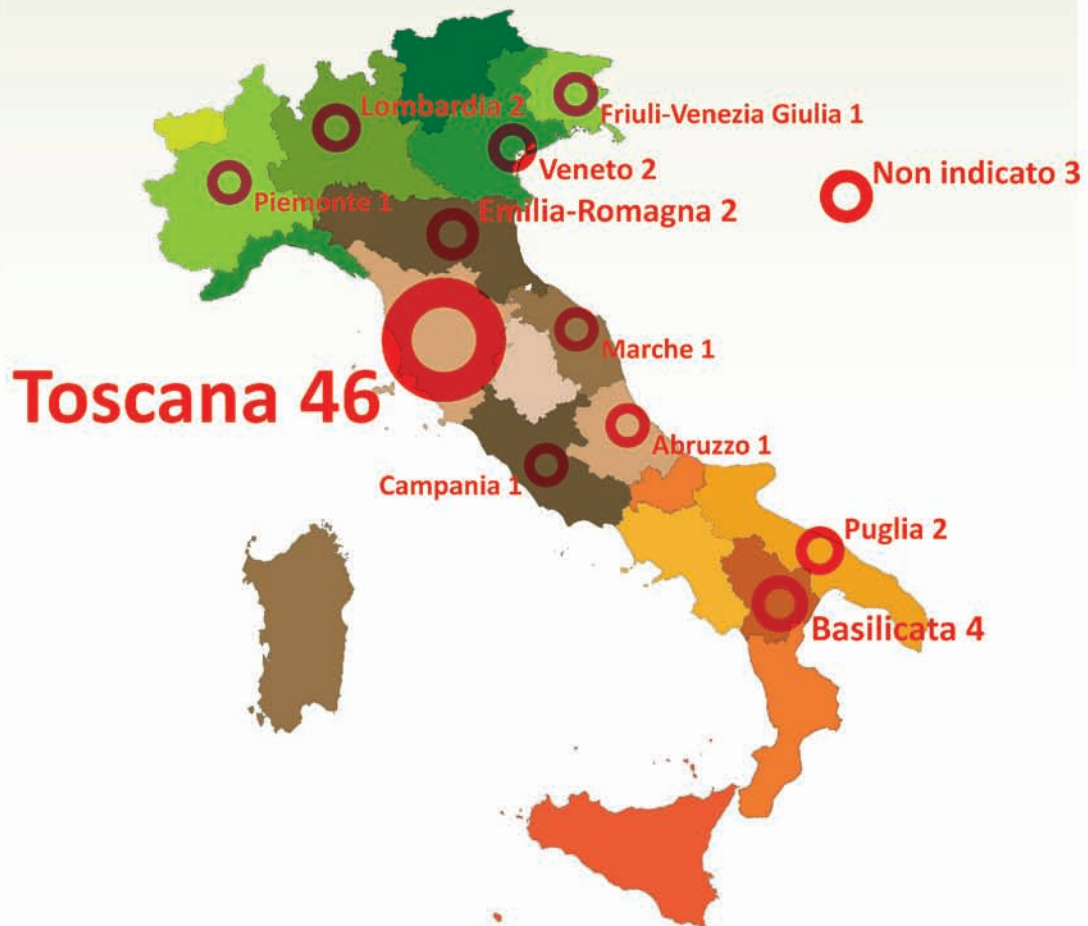 Lombardia 2
Friuli-Venezia Giulia 1
Veneto 2
Non indicato 3
Piemonte 1
Emilia-Romagna 2
Marche 1
Toscana 46
Abruzzo 1
Campania 1
Puglia 2
Basilicata 4